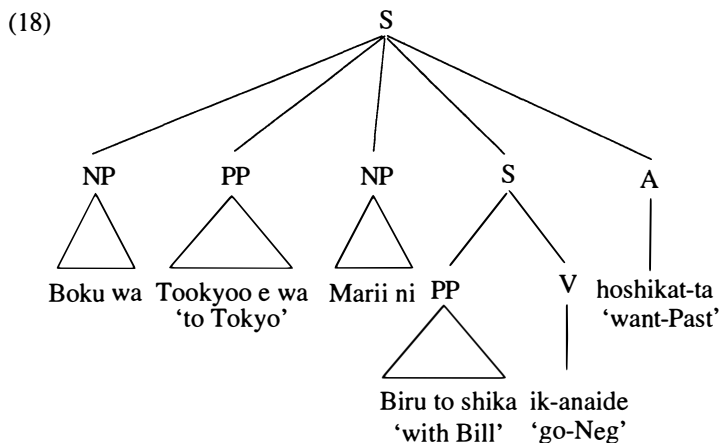 (18)
S
NP PP NP S A
Boku wa Tookyoo e wa Marii ni PP V hoshikat-ta
‘to Tokyo’ ‘want-Past’
Biru to shika ik-anaide
‘with Bill’ ‘go-Neg’